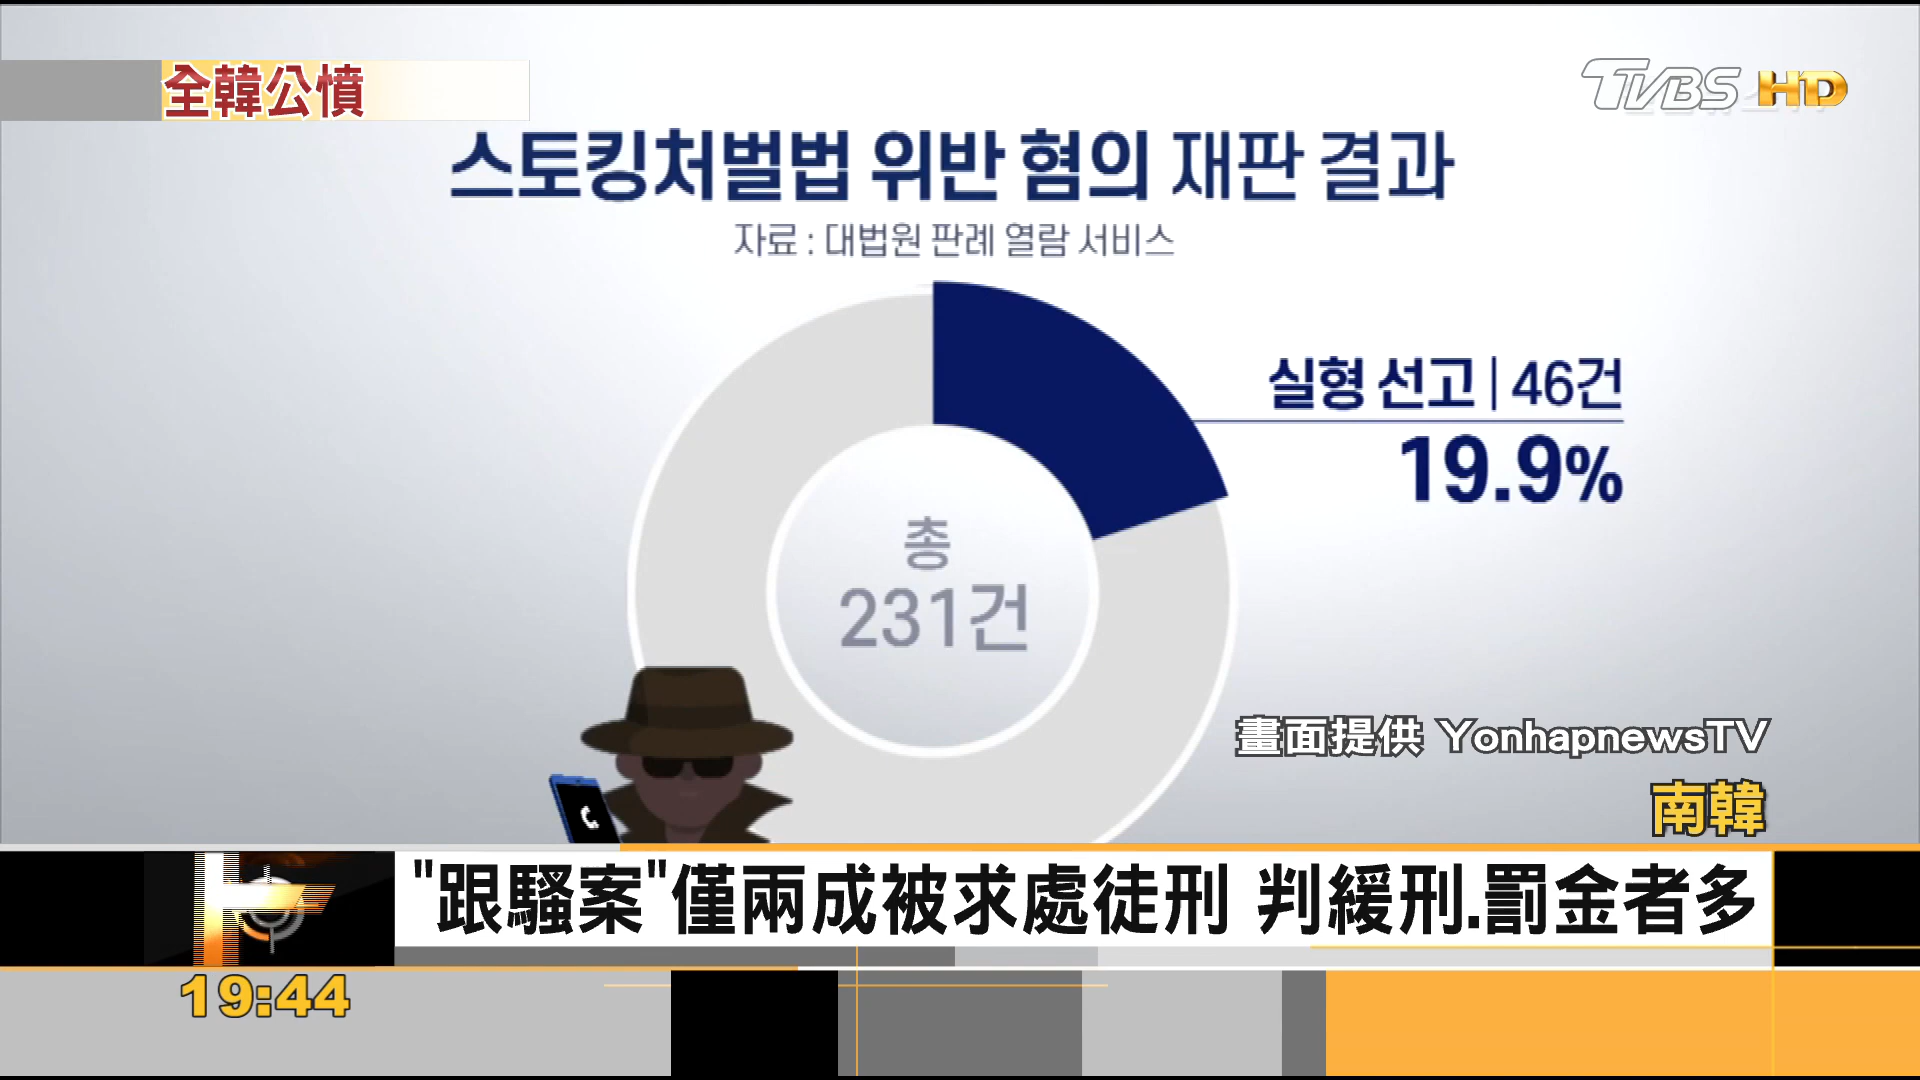 全韓公憤
TVBS HD
스토킹처벌법 위반 혐의 재판 결과
자료 : 대법원 판례 열람 서비스
실형 선고 | 46건
19.9%
총
231건
畫面提供 YonhapnewsTV
南韓
"跟騷案"僅兩成被求處徒刑 判緩刑.罰金者多
19:44